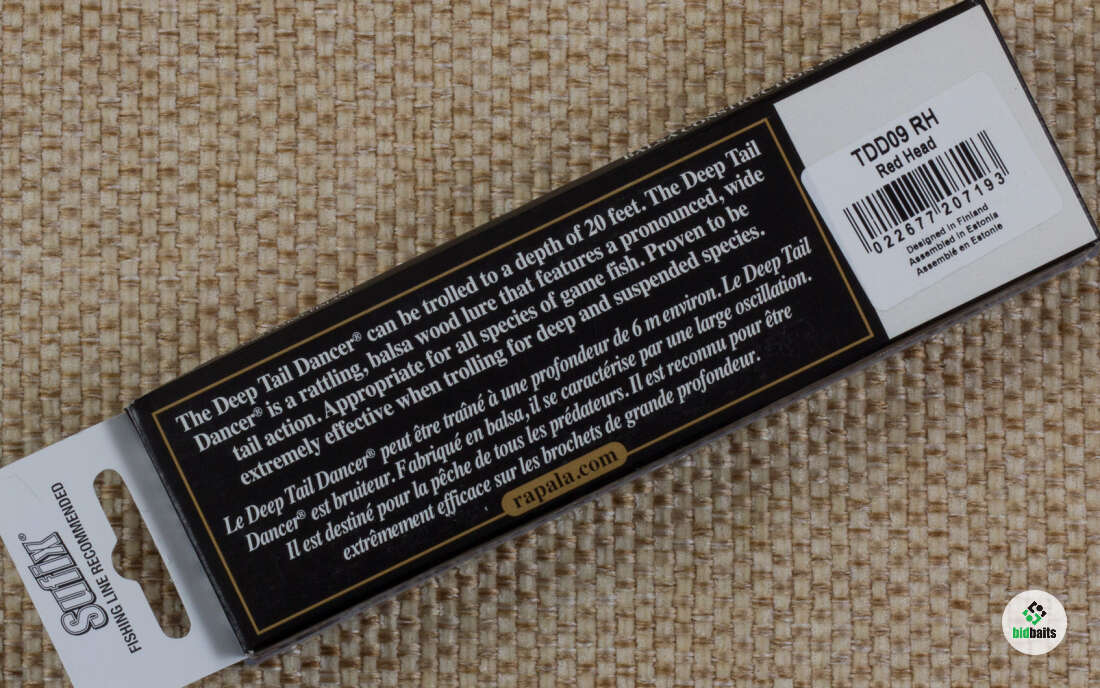 The Deep Tail Dancer® can be trolled to a depth of 20 feet. The Deep Tail
Dancer® is a rattling, balsa wood lure that features a pronounced, wide
tail action. Appropriate for all species of game fish. Proven to be
extremely effective when trolling for deep and suspended species.
Le Deep Tail Dancer® peut être traîné à une profondeur de 6 m environ. Le Deep Tail
Dancer® est bruiteur. Fabriqué en balsa, il se caractérise par une large oscillation.
Il est destiné pour la pêche de tous les prédateurs. Il est reconnu pour être
extrêmement efficace sur les brochets de grande profondeur.
rapala.com
TDD09 RH
Red Head
022677207193
Designed in Finland
Assembled in Estonia
Assemblé en Estonie
sufix®
FISHING LINE RECOMMENDED
bidbaits